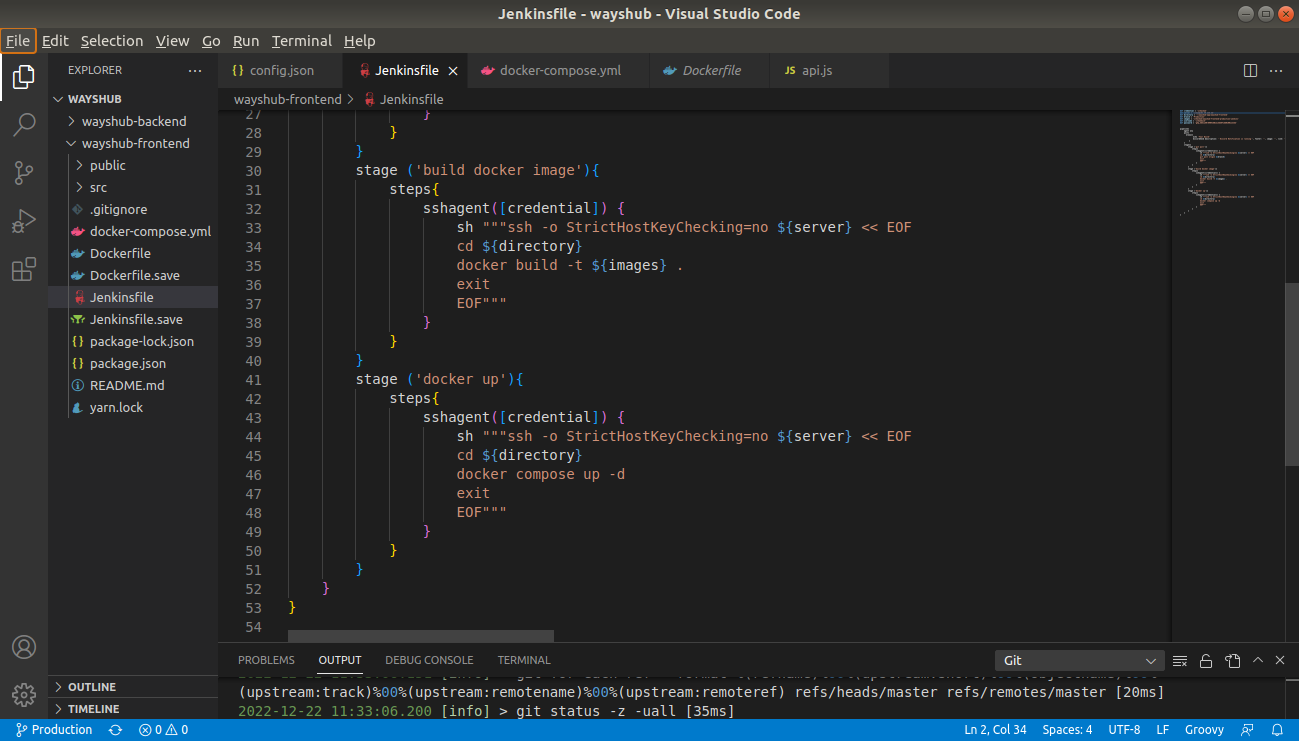 Jenkinsfile - wayshub - Visual Studio Code
File Edit Selection View Go Run Terminal Help
EXPLORER
WAYSHUB
wayshub-backend
wayshub-frontend
public
src
.gitignore
docker-compose.yml
Dockerfile
Dockerfile.save
Jenkinsfile
Jenkinsfile.save
package-lock.json
package.json
README.md
yarn.lock
OUTLINE
TIMELINE
config.json Jenkinsfile docker-compose.yml Dockerfile JS api.js
wayshub-frontend > Jenkinsfile
27 }
28 }
29 }
30 stage ('build docker image'){
31 steps{
32 sshagent([credential]) {
33 sh """ssh -o StrictHostKeyChecking=no ${server} << EOF
34 cd ${directory}
35 docker build -t ${images} .
36 exit
37 EOF"""
38 }
39 }
40 }
41 stage ('docker up'){
42 steps{
43 sshagent([credential]) {
44 sh """ssh -o StrictHostKeyChecking=no ${server} << EOF
45 cd ${directory}
46 docker compose up -d
47 exit
48 EOF"""
49 }
50 }
51 }
52 }
53 }
54
PROBLEMS OUTPUT DEBUG CONSOLE TERMINAL Git
(upstream:track)%00%(upstream:remotename)%00%(upstream:remoteref) refs/heads/master refs/remotes/master [20ms]
2022-12-22 11:33:06.200 [info] > git status -z -uall [35ms]
Production 0 0 Ln 2, Col 34 Spaces: 4 UTF-8 LF Groovy